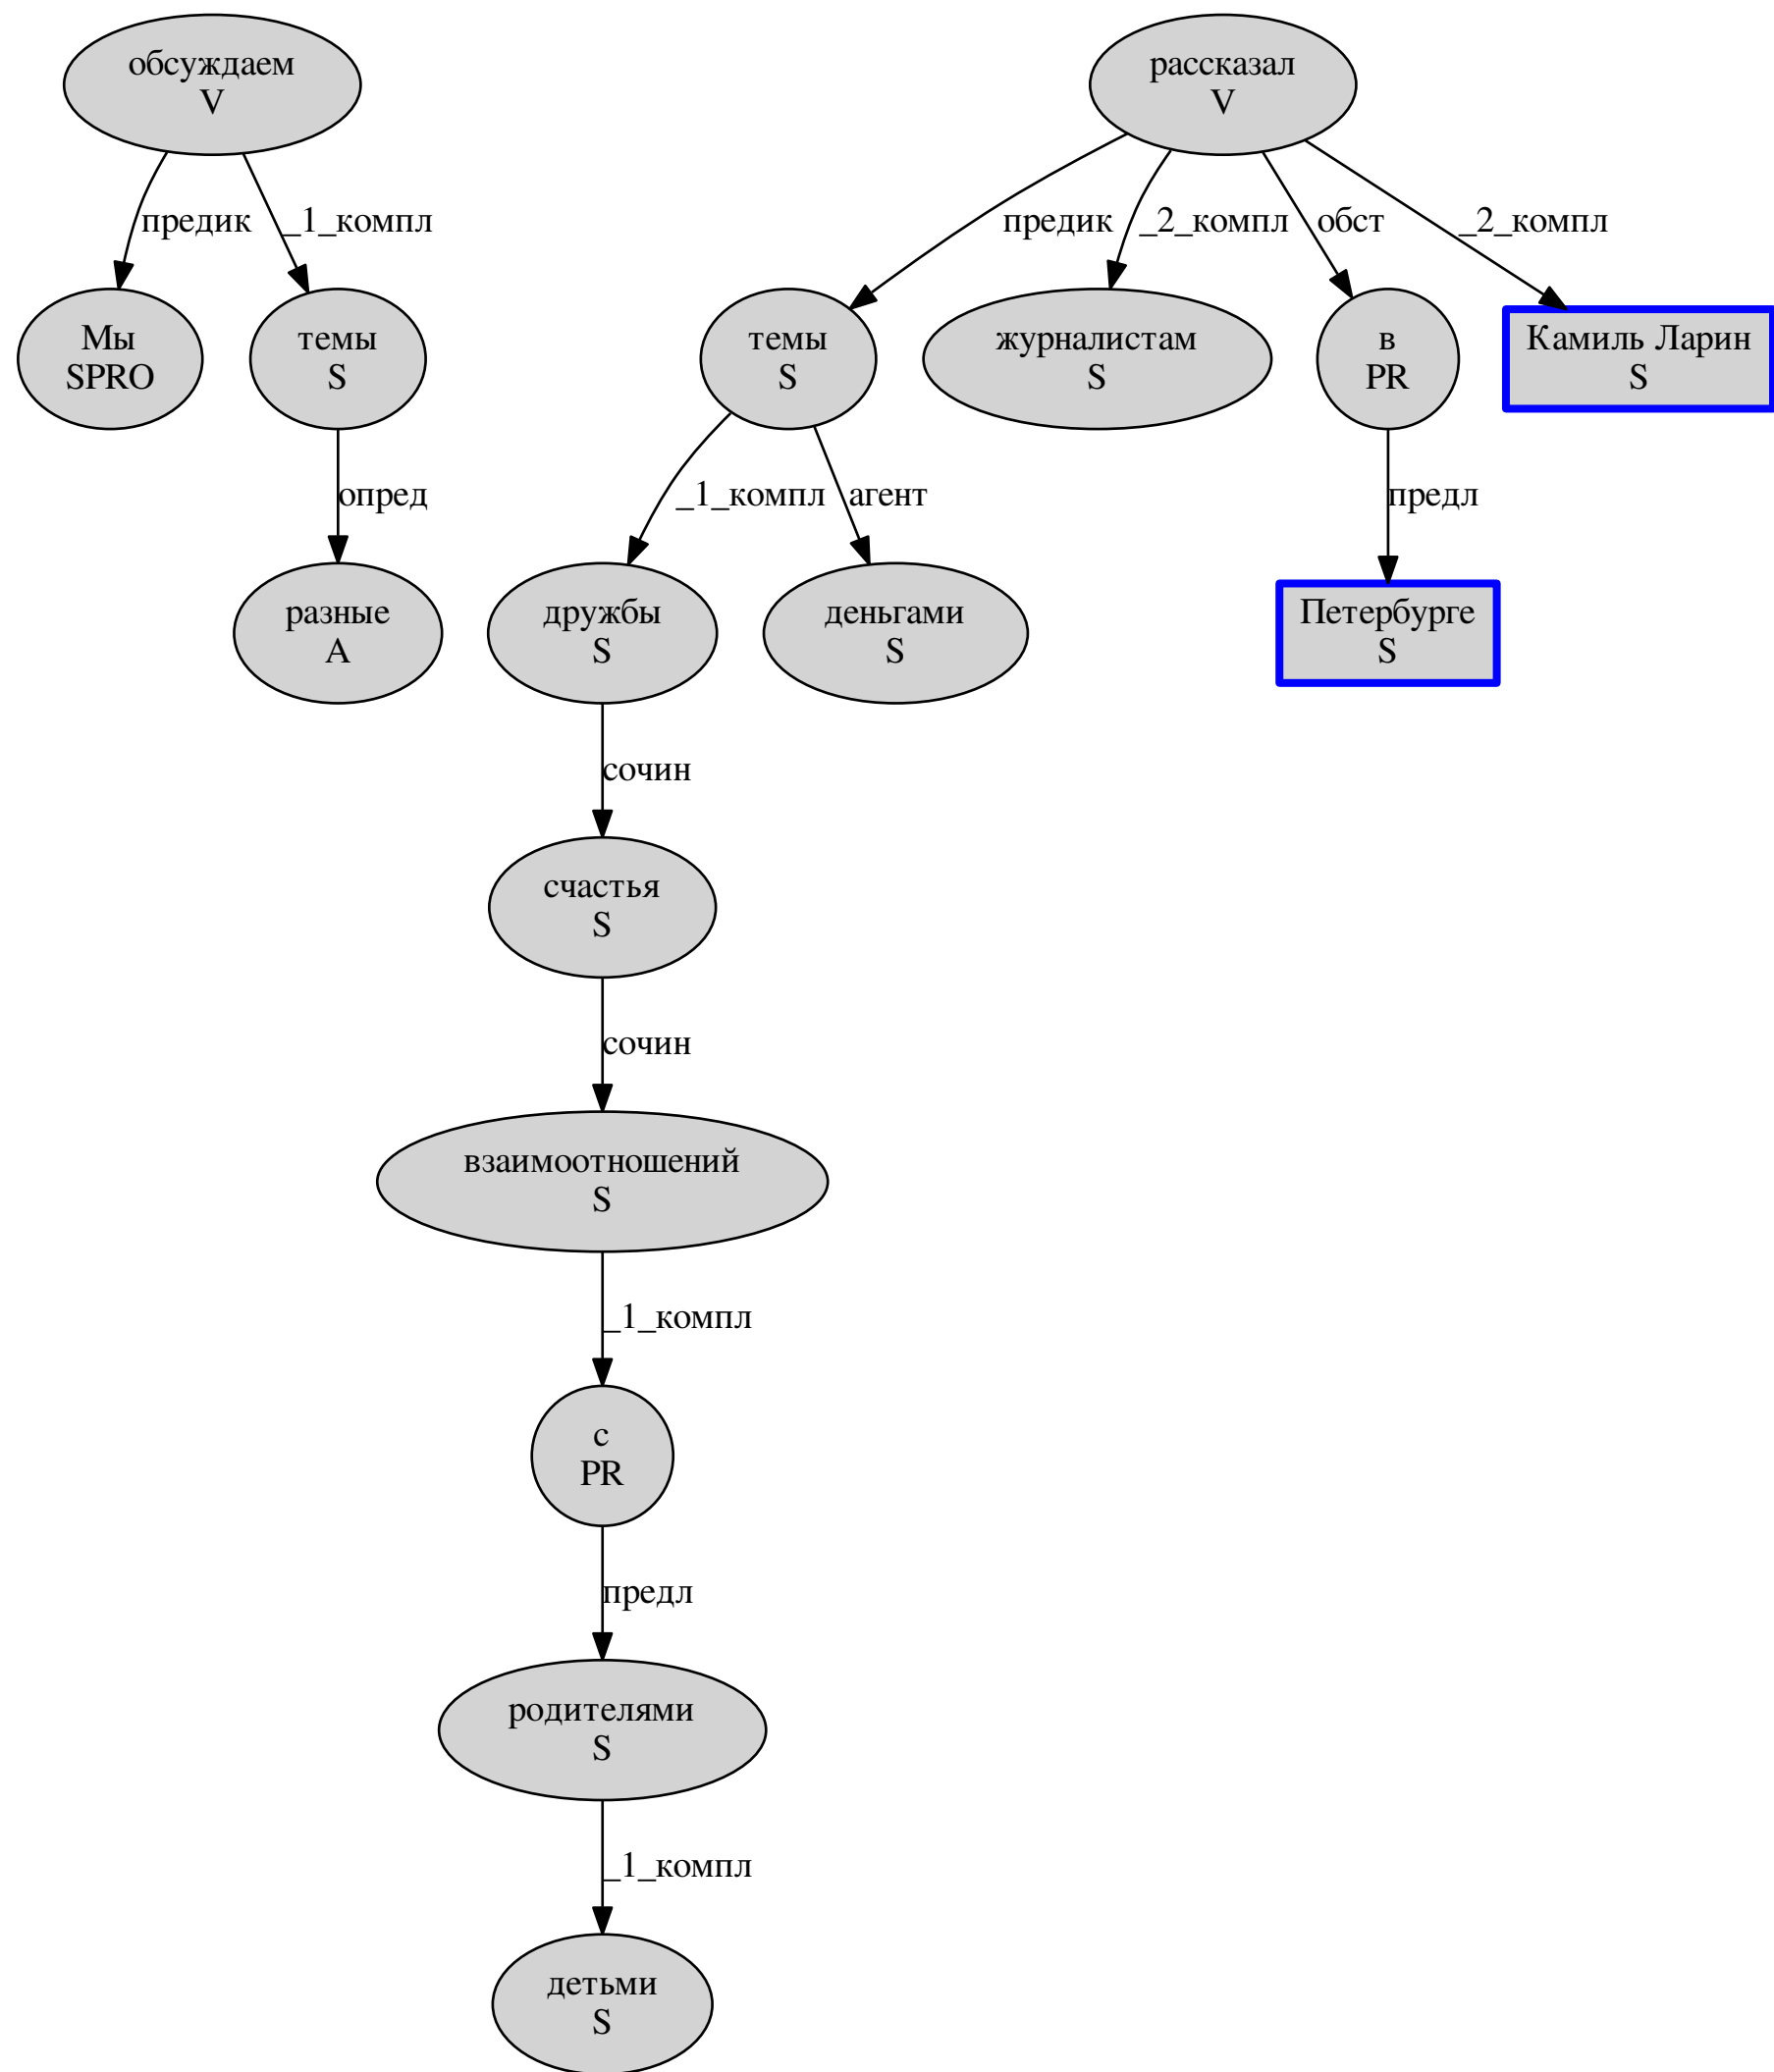 обсуждаем
V
рассказал
V
предик
_1_компл
предик
_2_компл
обст
_2_компл
Мы
SPRO
темы
S
темы
S
журналистам
S
в
PR
Камиль Ларин
S
опред
_1_компл
агент
предл
разные
A
дружбы
S
деньгами
S
Петербурге
S
сочин
счастья
S
сочин
взаимоотношений
S
_1_компл
с
PR
предл
родителями
S
_1_компл
детьми
S